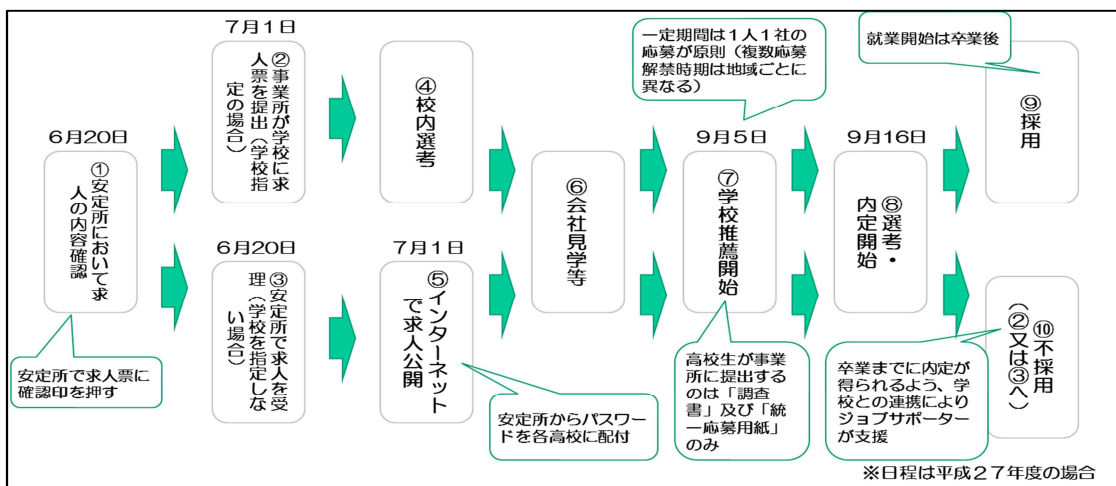 6月20日
①安定所において求
人の内容確認
安定所で求人票に
確認印を押す
7月1日
②事業所が学校に求
人票を提出（学校指
定の場合）
6月20日
③安定所で求人を受
理（学校を指定しな
い場合）
④校内選考
7月1日
⑤インターネット
で求人公開
安定所からパスワー
ドを各高校に配付
⑥会社見学等
一定期間は１人１社の
応募が原則（複数応募
解禁時期は地域ごとに
異なる）
9月5日
⑦学校推薦開始
高校生が事業
所に提出する
のは「調査
書」及び「統
一応募用紙」
のみ
9月16日
⑧選考・
内定開始
就業開始は卒業後
⑨採用
⑩不採用
（②又は③へ）
卒業までに内定が
得られるよう、学
校との連携により
ジョブサポーター
が支援
※日程は平成２７年度の場合